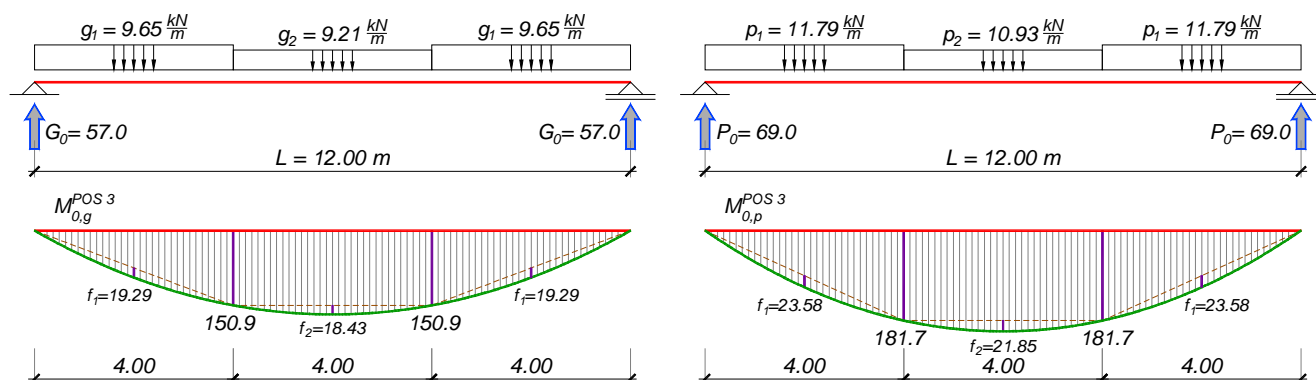 g1 = 9.65 kN/m g2 = 9.21 kN/m g1 = 9.65 kN/m
G0= 57.0 G0= 57.0
L = 12.00 m
M0,g POS 3
f1=19.29 f1=19.29
150.9 f2=18.43 150.9
4.00 4.00 4.00
p1 = 11.79 kN/m p2 = 10.93 kN/m p1 = 11.79 kN/m
P0= 69.0 P0= 69.0
L = 12.00 m
M0,p POS 3
f1=23.58 f1=23.58
181.7 f2=21.85 181.7
4.00 4.00 4.00